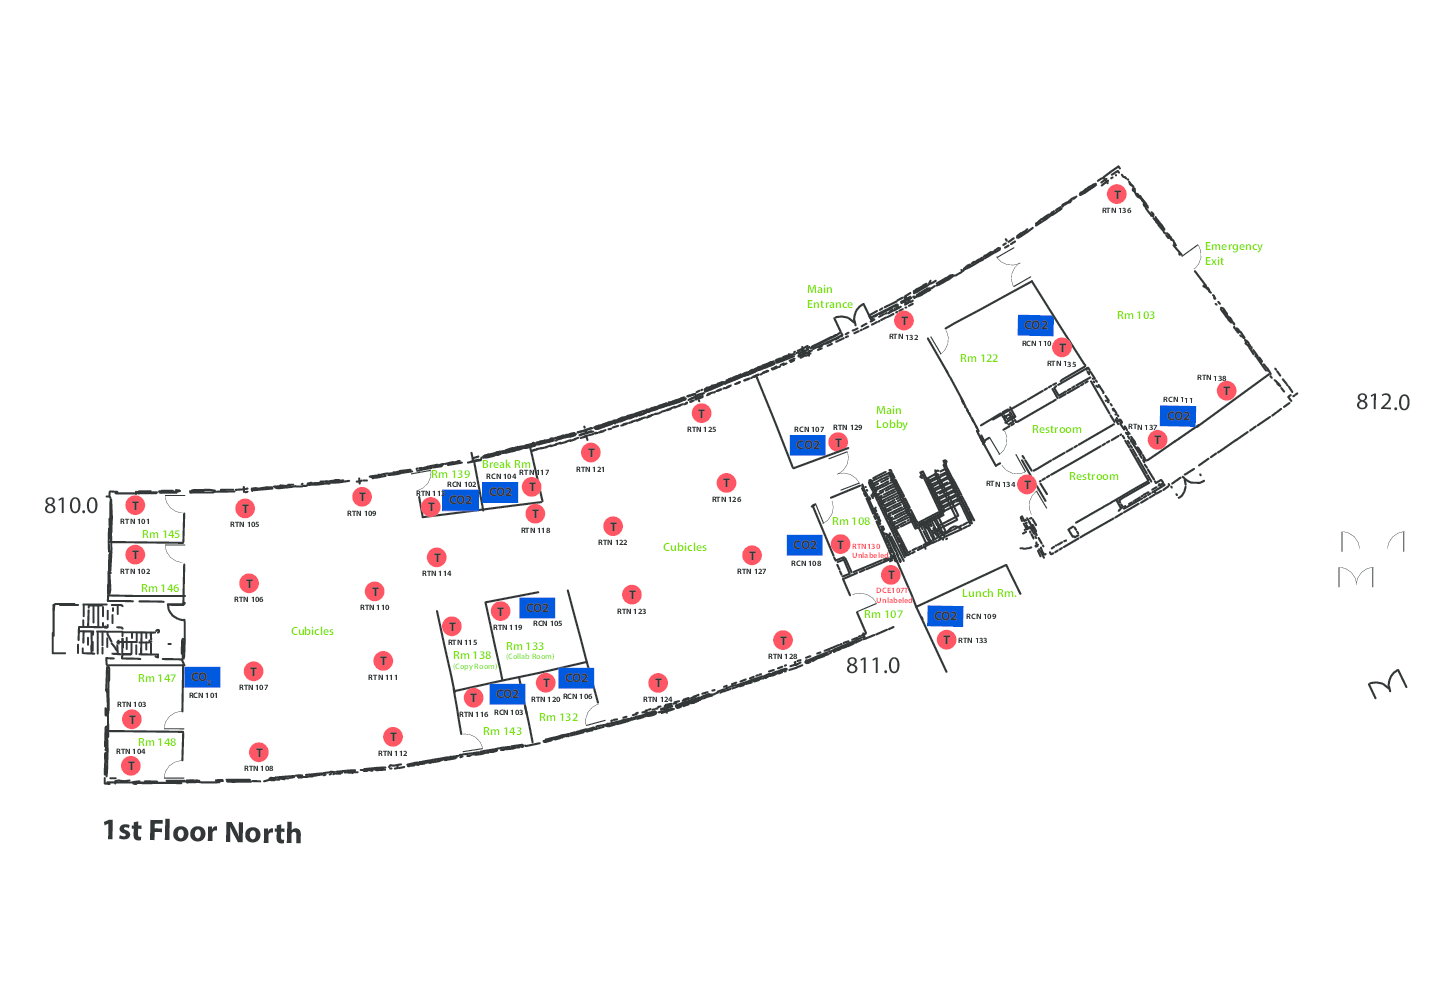 RTN 136
Emergency
Exit
Main
Entrance
Rm 103
T
RTN 132
CO2
RCN 110
T
RTN 135
Rm 122
RTN 138
T
812.0
RCN 111
CO2
RTN 137
T
Main
Lobby
T
RTN 125
RCN 107
CO2
RTN 129
T
Restroom
T
RTN 121
Break Rm
RCN 104
CO2
RTN 117
T
Rm 139
RCN 102
CO2
T
Restroom
RTN 134
T
T
RTN 126
810.0
T
RTN 101
Rm 145
T
RTN 105
T
RTN 109
T
RTN 118
T
RTN 122
Cubicles
T
RTN 127
CO2
RCN 108
Rm 108
T
RTN130
Unlabeled
T
RTN 102
Rm 146
T
RTN 106
T
RTN 114
T
RTN 110
T
DCE107T
Unlabeled
Rm 107
Lunch Rm.
CO2
RCN 109
T
RTN 133
T
RTN 123
T
RTN 119
CO2
RCN 105
Rm 133
(Collab Room)
T
RTN 115
Rm 138
(Copy Room)
Cubicles
T
RTN 128
811.0
T
RTN 111
T
RTN 107
Rm 147
CO2
RCN 101
RTN 103
T
T
RTN 116
CO2
RCN 103
Rm 143
T
RTN 120
CO2
RCN 106
Rm 132
T
RTN 124
Rm 148
RTN 104
T
T
RTN 108
T
RTN 112
1st Floor North